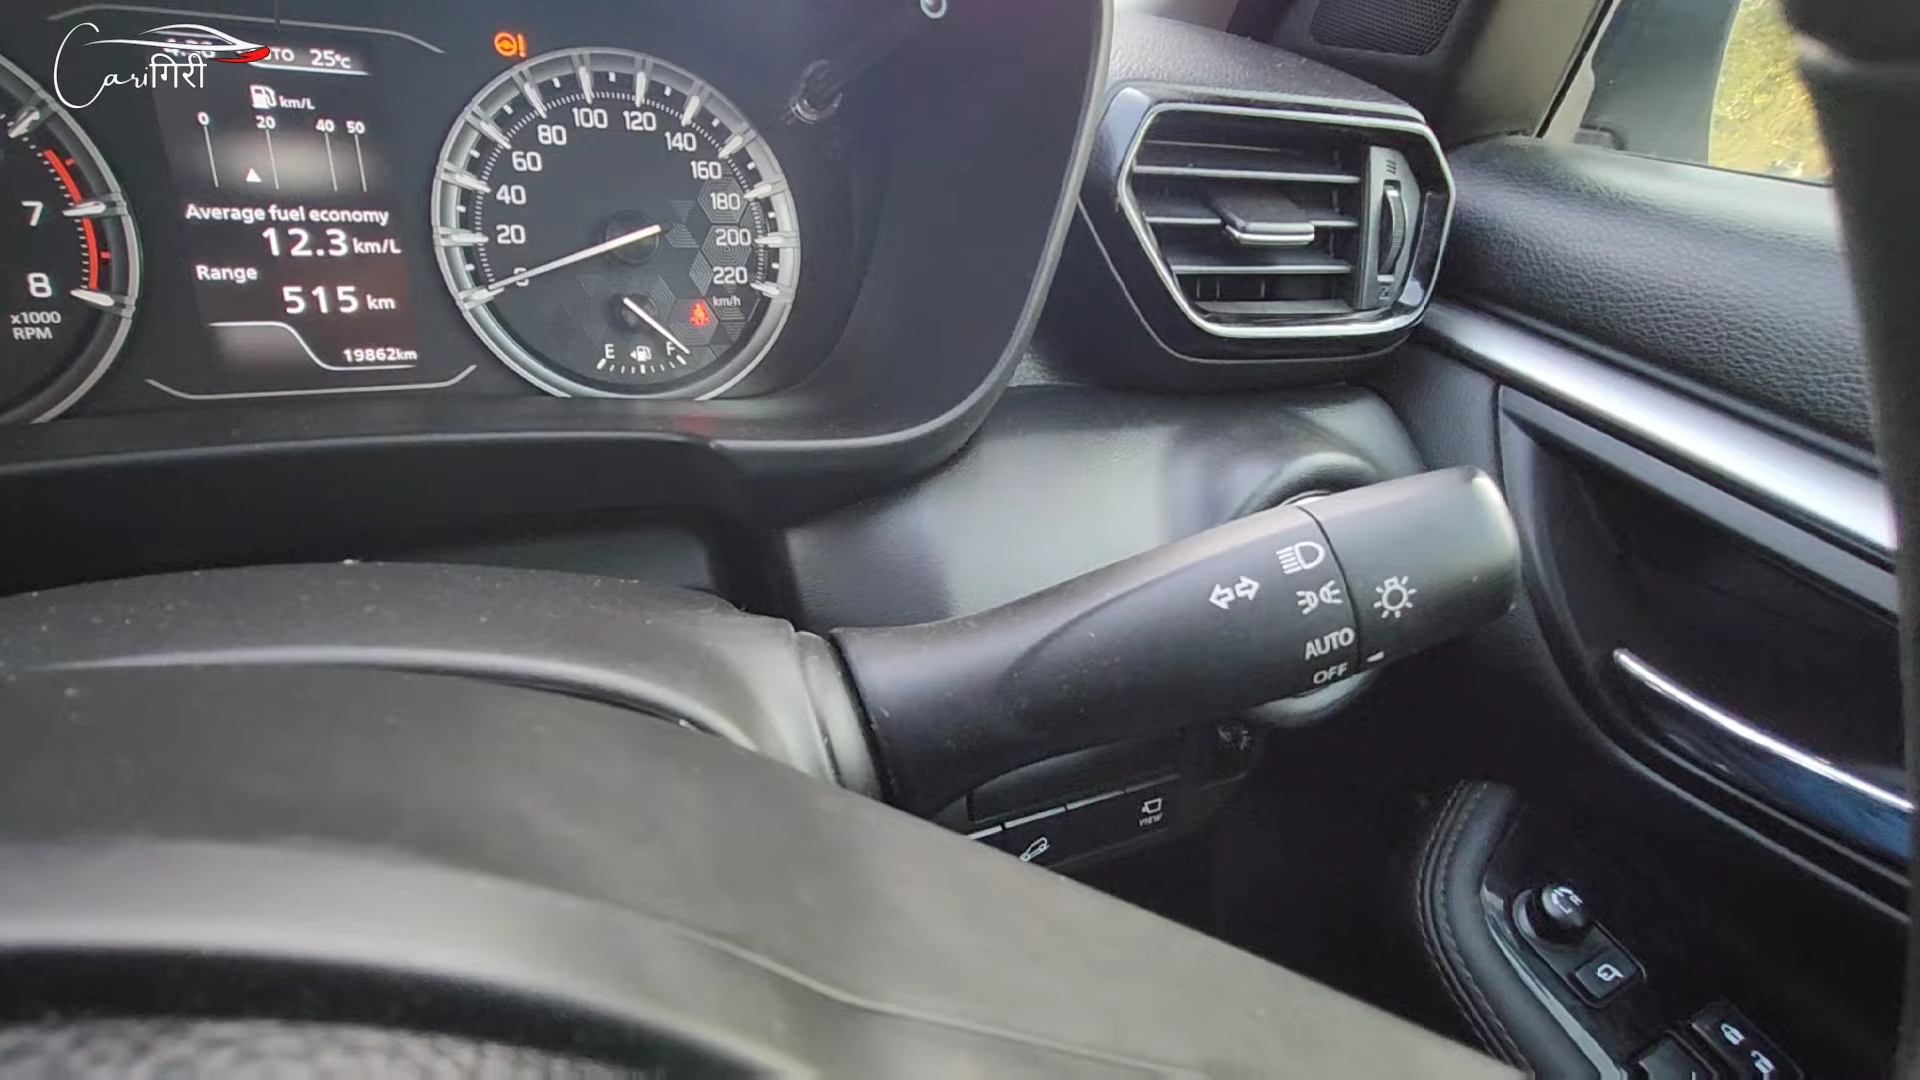 Cariगिरी
25°C
km/L
0 20 40 50
Average fuel economy
12.3 km/L
Range
515 km
19862km
7
8
x1000
RPM
0 20 40 60 80 100 120 140 160 180 200 220
km/h
E F
AUTO
OFF
VIEW